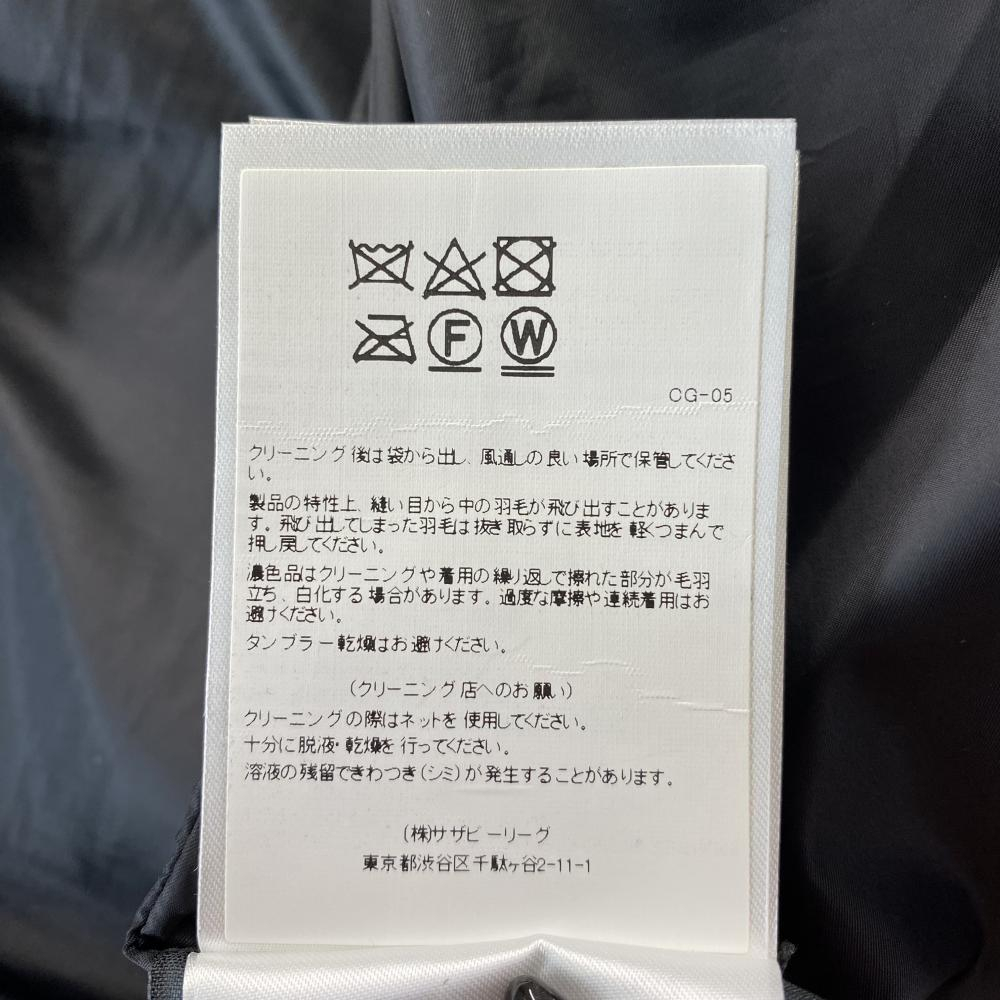 F W
CG-05
クリーニング後は袋から出し、風通しの良い場所で保管してくださ
い。
製品の特性上、縫い目から中の羽毛が飛び出すことがありま
す。飛び出してしまった羽毛は抜き取らずに表地を軽くつまんで
押し戻してください。
濃色品はクリーニングや着用の繰り返しで擦れた部分が毛羽
立ち、白化する場合があります。過度な摩擦や連続着用はお
避けください。
タンブラー乾燥はお避けください。
(クリーニング店へのお願い)
クリーニングの際はネットを使用してください。
十分に脱液・乾燥を行ってください。
溶液の残留できわつき(シミ)が発生することがあります。
(株)サザビーリーグ
東京都渋谷区千駄ヶ谷2-11-1